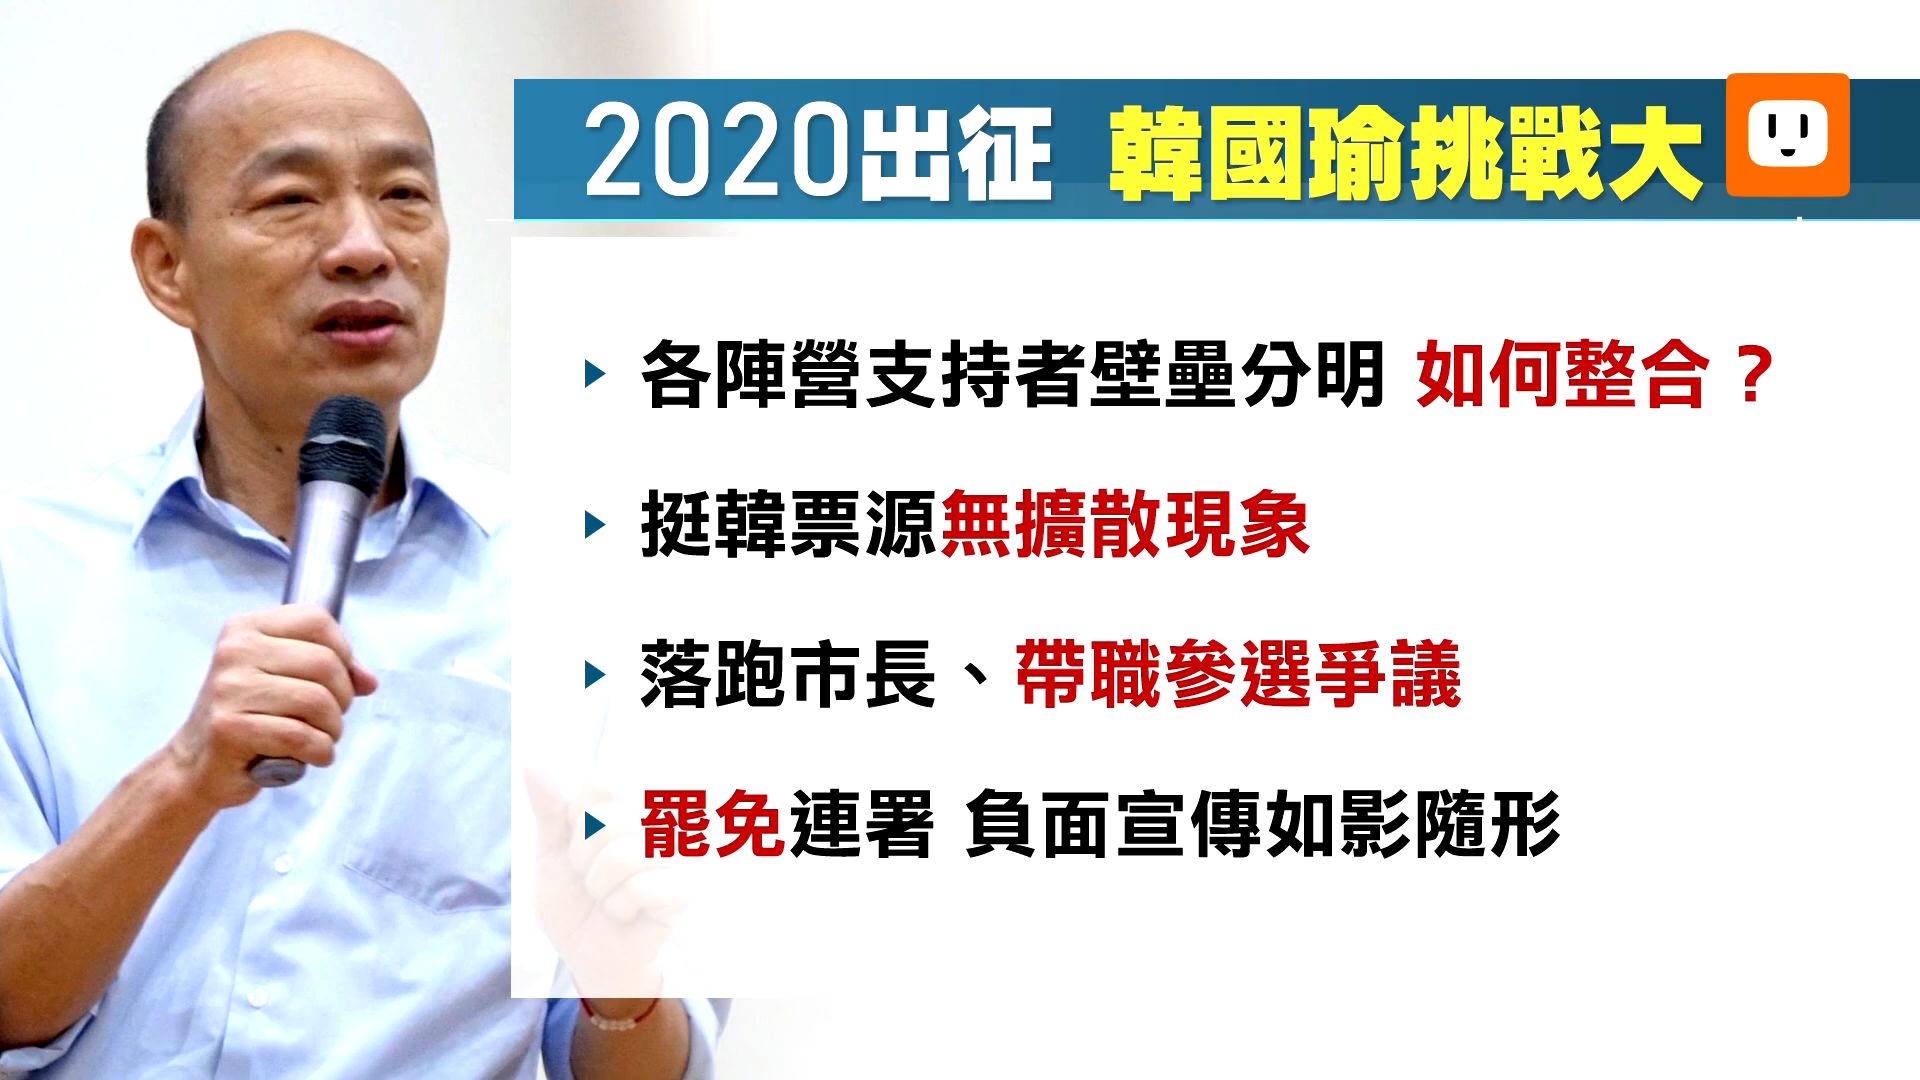 2020出征 韓國瑜挑戰大
各陣營支持者壁壘分明 如何整合？
挺韓票源無擴散現象
落跑市長、帶職參選爭議
罷免連署 負面宣傳如影隨形